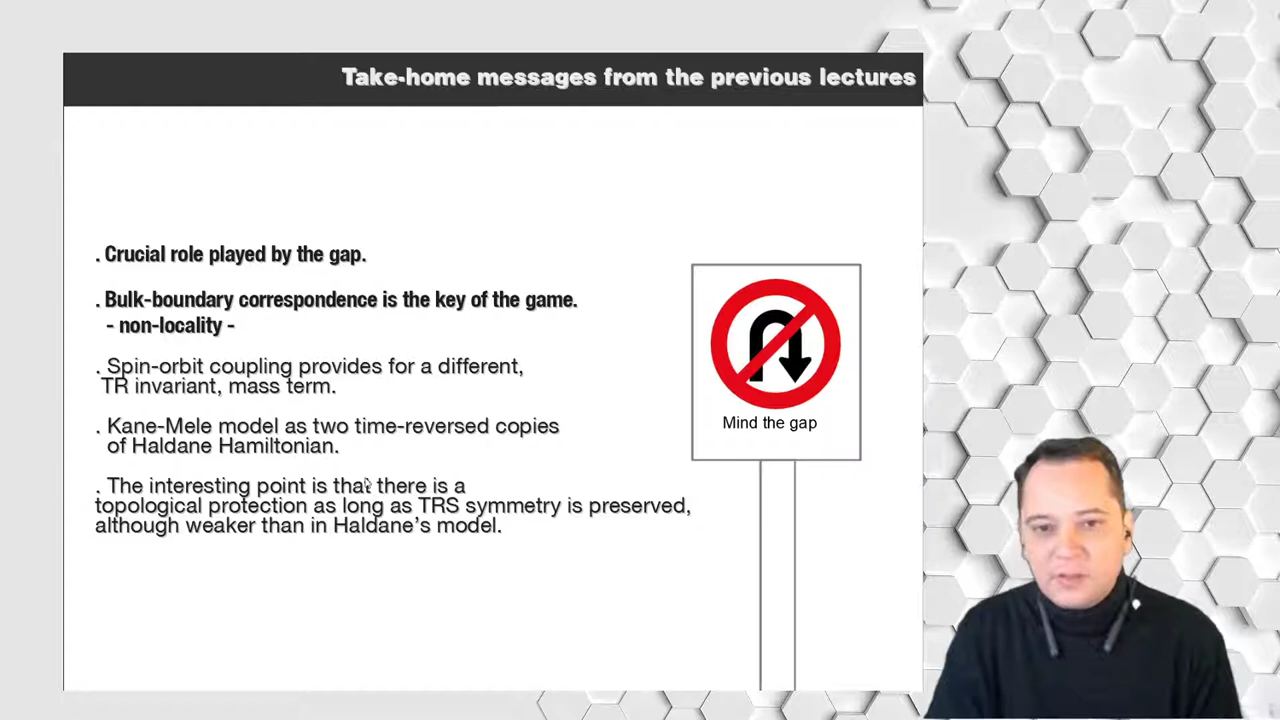 Take-home messages from the previous lectures
. Crucial role played by the gap.
. Bulk-boundary correspondence is the key of the game.
- non-locality -
. Spin-orbit coupling provides for a different,
TR invariant, mass term.
. Kane-Mele model as two time-reversed copies
of Haldane Hamiltonian.
. The interesting point is that there is a
topological protection as long as TRS symmetry is preserved,
although weaker than in Haldane's model.
Mind the gap